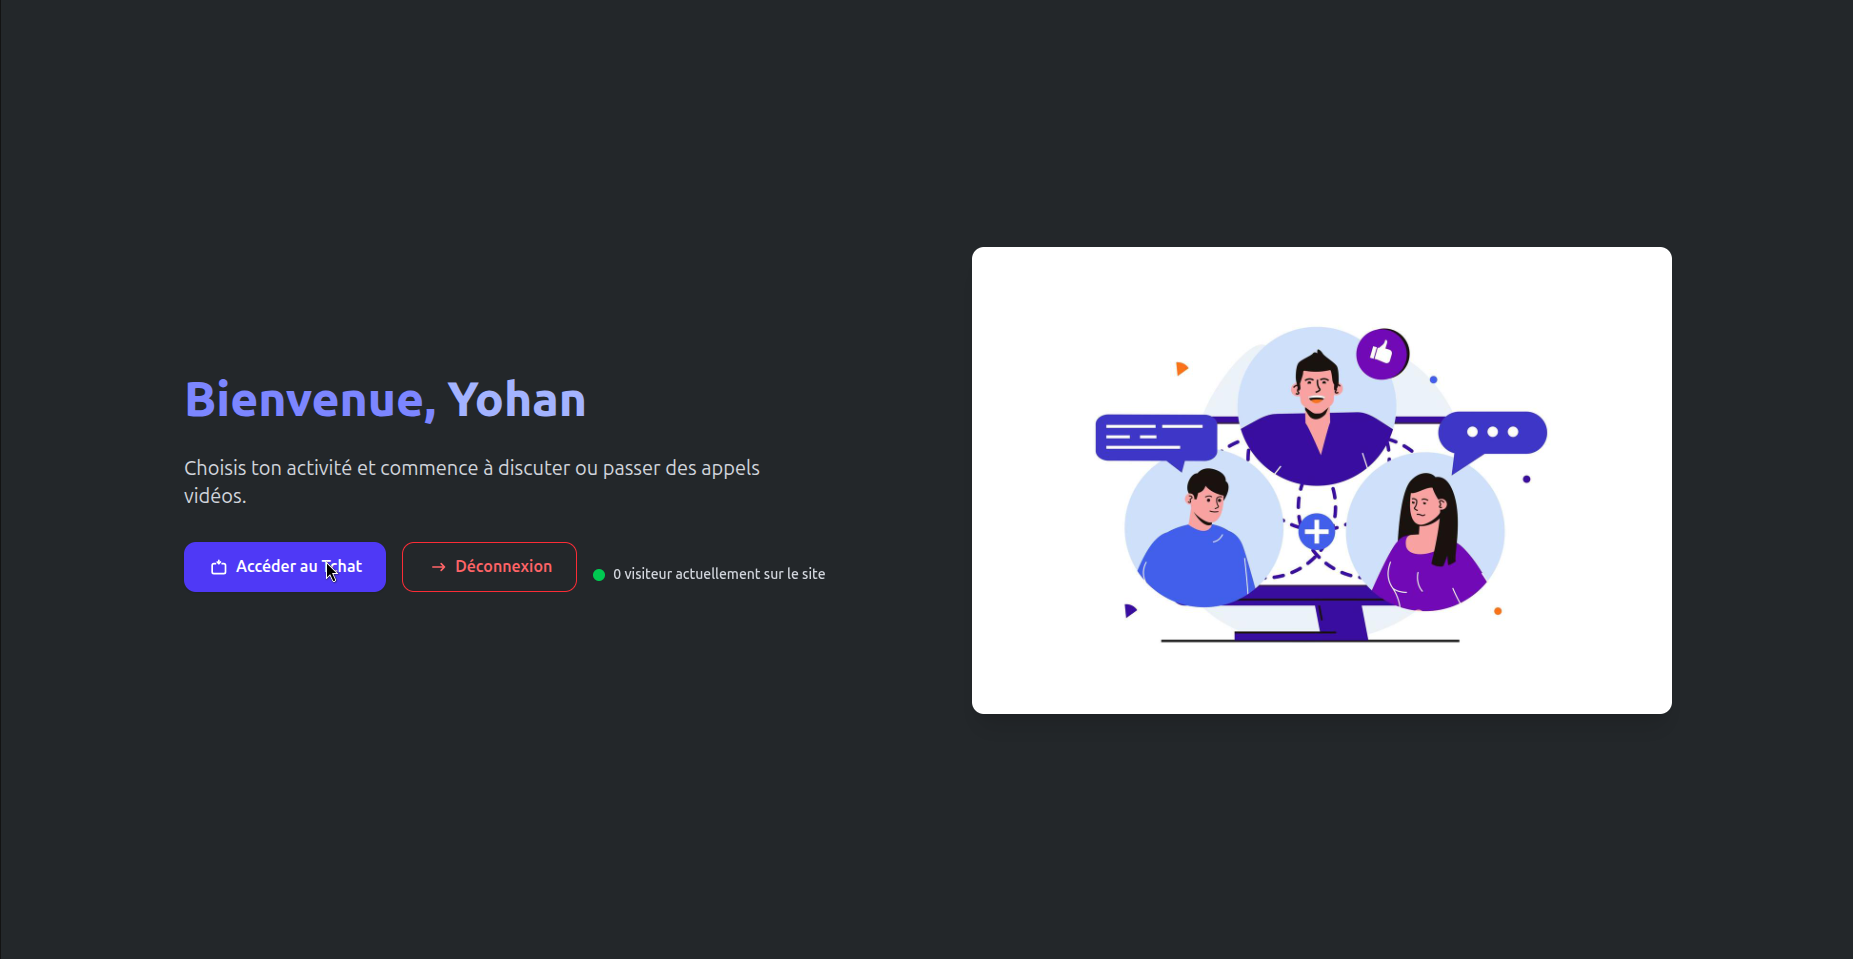 Bienvenue, Yohan
Choisis ton activité et commence à discuter ou passer des appels
vidéos.
Accéder au Tchat
Déconnexion
0 visiteur actuellement sur le site